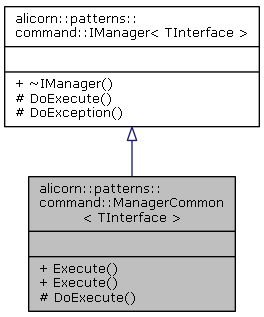 alicorn::patterns::
command::IManager< TInterface >
+ ~IManager()
# DoExecute()
# DoException()
alicorn::patterns::
command::ManagerCommon
< TInterface >
+ Execute()
+ Execute()
# DoExecute()